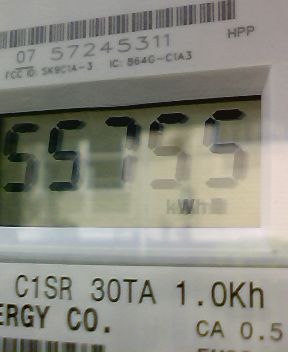 07 57245311
HPP
FCC ID: SK9C1A-3 IC: 864G-C1A3
55755
kWh
C1SR 30TA 1.0Kh
ERGY CO.
CA 0.5